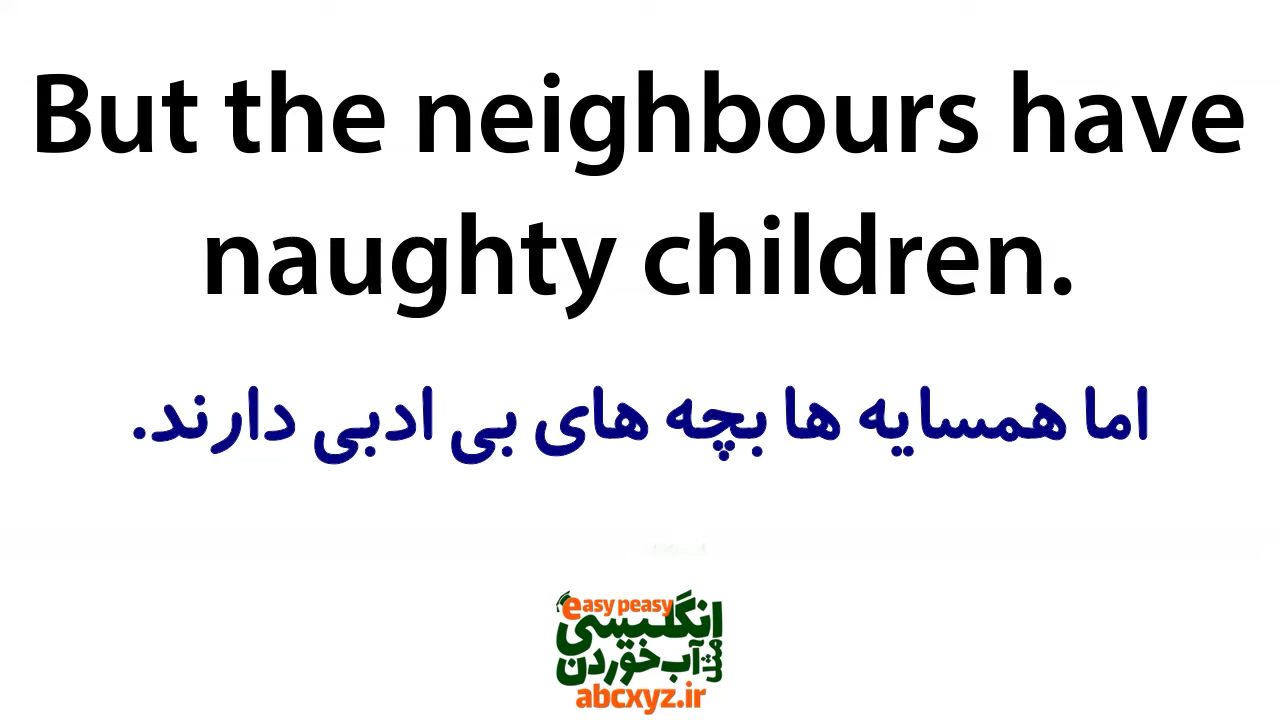 But the neighbours have
naughty children.
اما همسایه ها بچه های بی ادبی دارند.
easy peasy
انگلیسی
مثل آب خوردن
abcxyz.ir